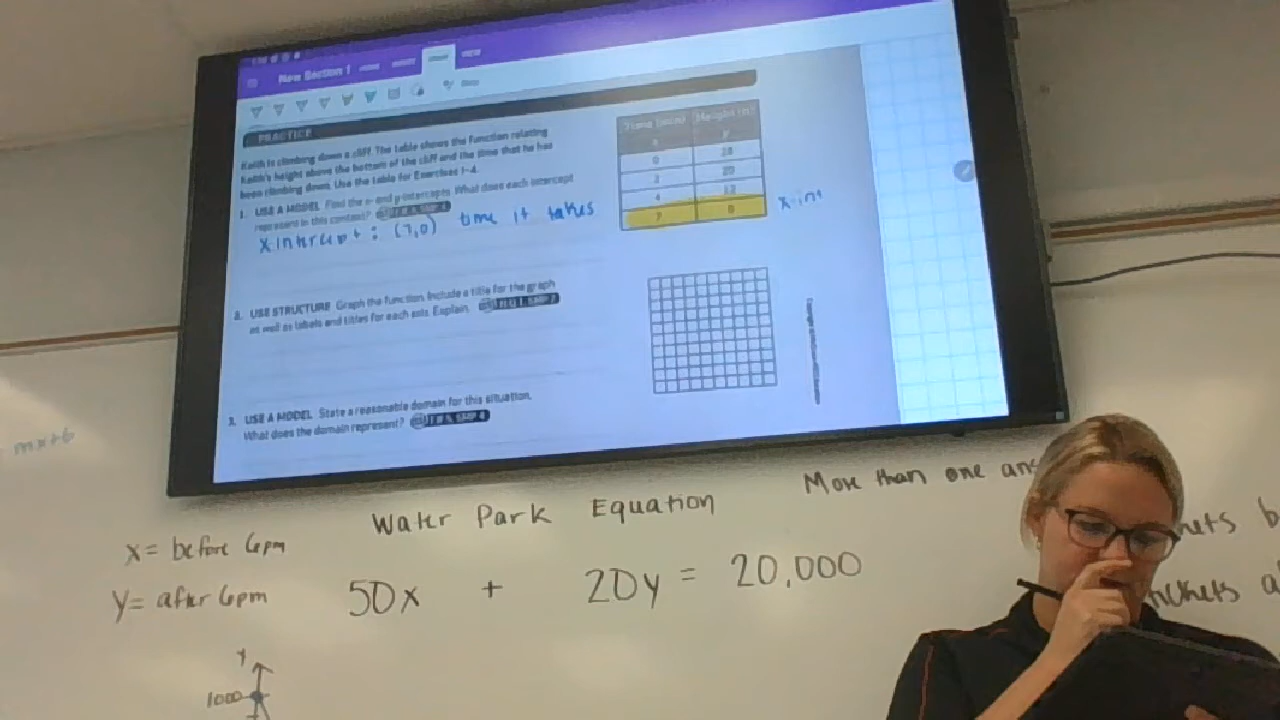 New Section 1
PRACTICE
Keith is climbing down a cliff. The table shows the function relating
Keith's height above the bottom of the cliff and the time that he has
been climbing down. Use the table for Exercises 1-4.
1. USE A MODEL Find the x- and y-intercepts. What does each intercept
represent in this context?
x-intercept : (7,0) time it takes
Time Height
x y
0 28
2 20
4 12
7 0
x-int
2. USE STRUCTURE Graph the function. Include a title for the graph
as well as labels and titles for each axis. Explain.
3. USE A MODEL State a reasonable domain for this situation.
What does the domain represent?
mx+b
Water Park Equation
More than one ans
x= before 6pm
y= after 6pm
50x + 20y = 20,000
y
1000